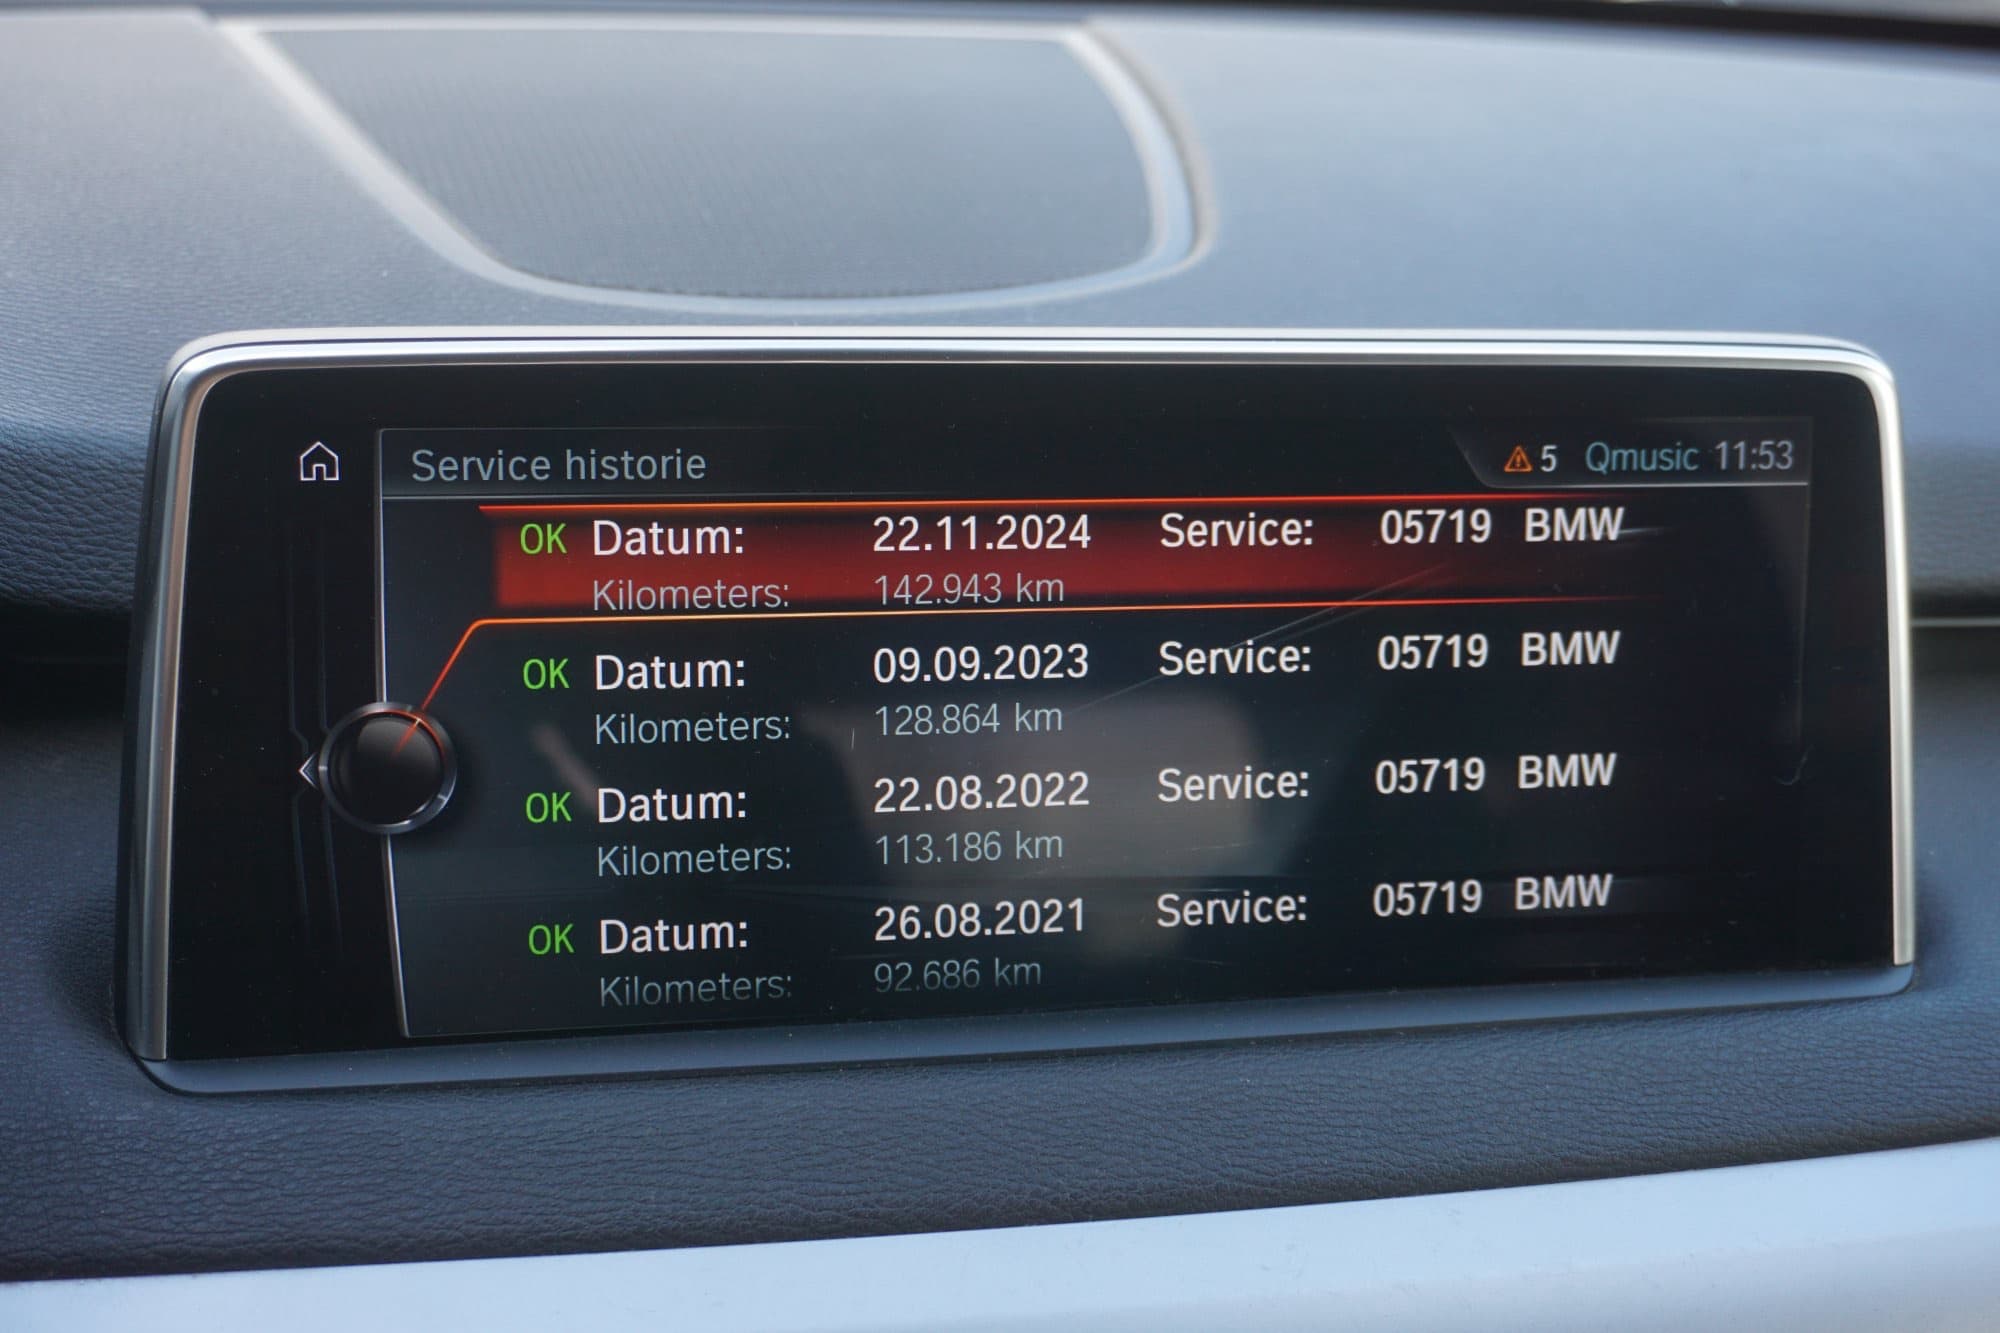 Service historie 5 Qmusic 11:53
OK Datum: 22.11.2024 Service: 05719 BMW
Kilometers: 142.943 km
OK Datum: 09.09.2023 Service: 05719 BMW
Kilometers: 128.864 km
OK Datum: 22.08.2022 Service: 05719 BMW
Kilometers: 113.186 km
OK Datum: 26.08.2021 Service: 05719 BMW
Kilometers: 92.686 km